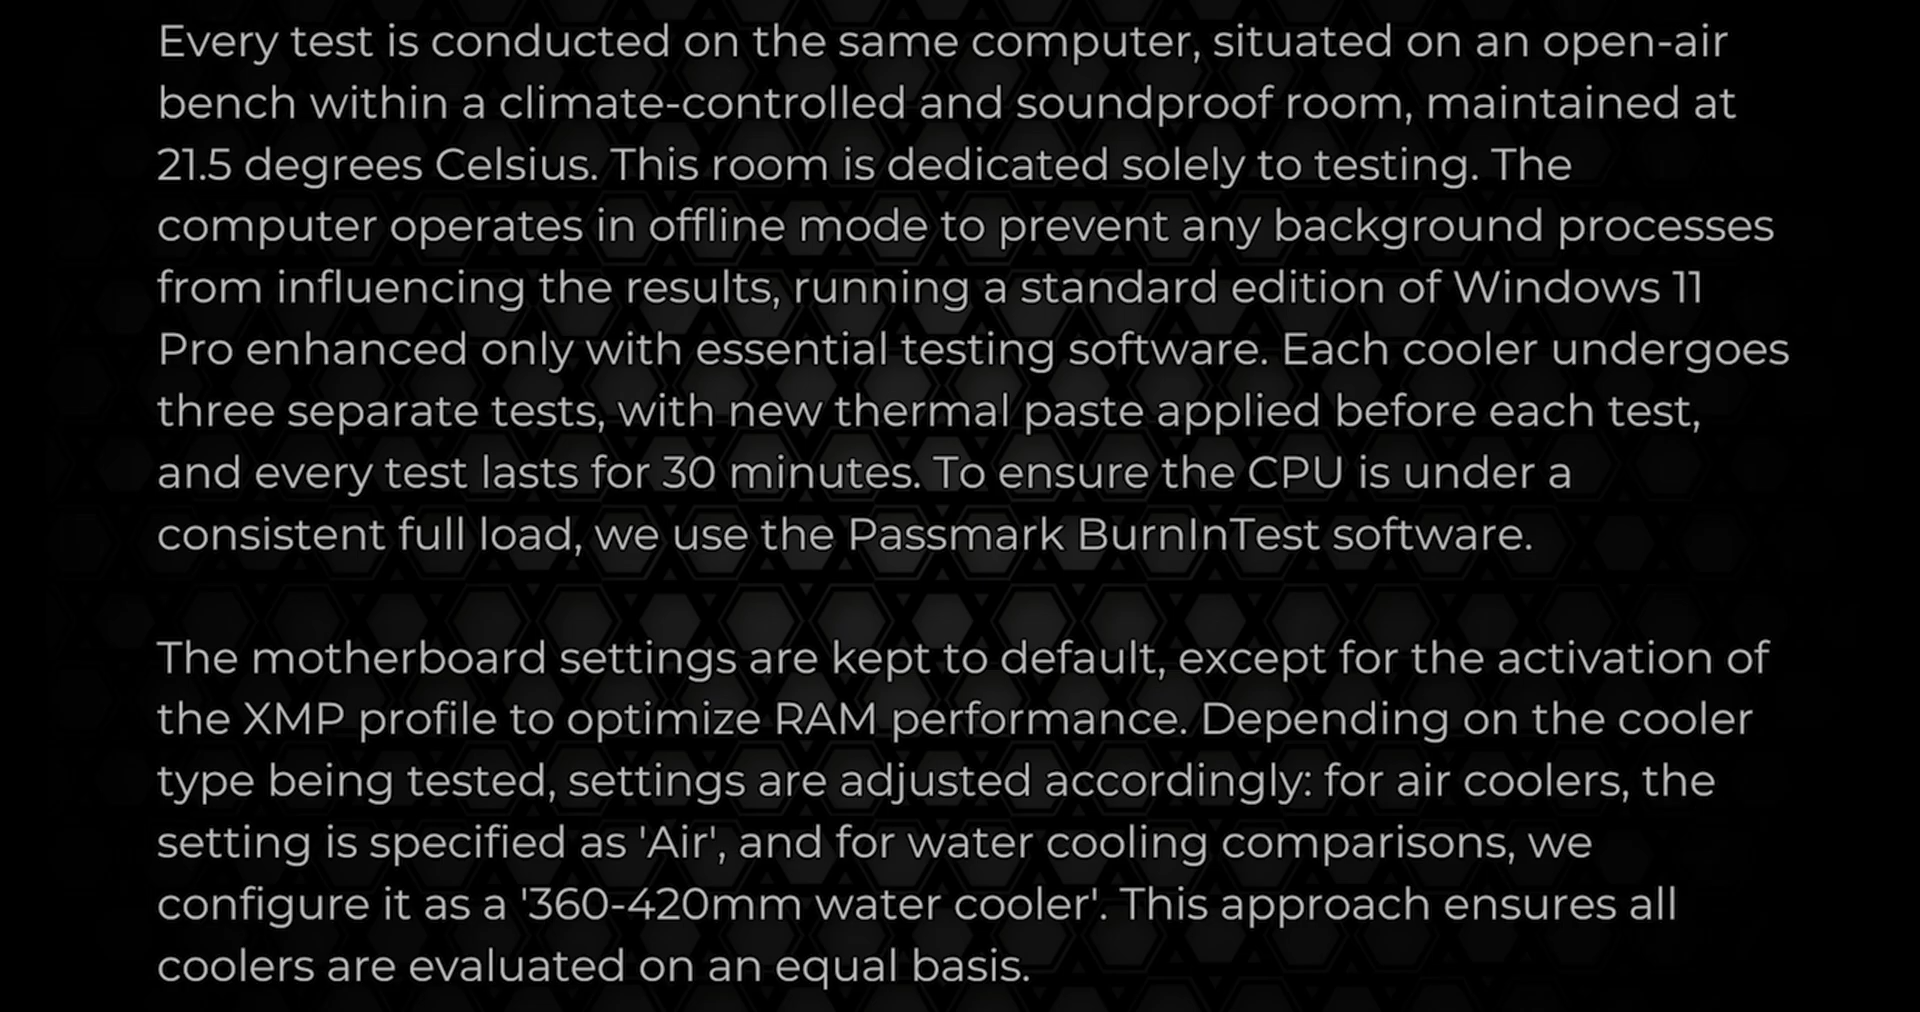 Every test is conducted on the same computer, situated on an open-air
bench within a climate-controlled and soundproof room, maintained at
21.5 degrees Celsius. This room is dedicated solely to testing. The
computer operates in offline mode to prevent any background processes
from influencing the results, running a standard edition of Windows 11
Pro enhanced only with essential testing software. Each cooler undergoes
three separate tests, with new thermal paste applied before each test,
and every test lasts for 30 minutes. To ensure the CPU is under a
consistent full load, we use the Passmark BurnInTest software.
The motherboard settings are kept to default, except for the activation of
the XMP profile to optimize RAM performance. Depending on the cooler
type being tested, settings are adjusted accordingly: for air coolers, the
setting is specified as 'Air', and for water cooling comparisons, we
configure it as a '360-420mm water cooler'. This approach ensures all
coolers are evaluated on an equal basis.